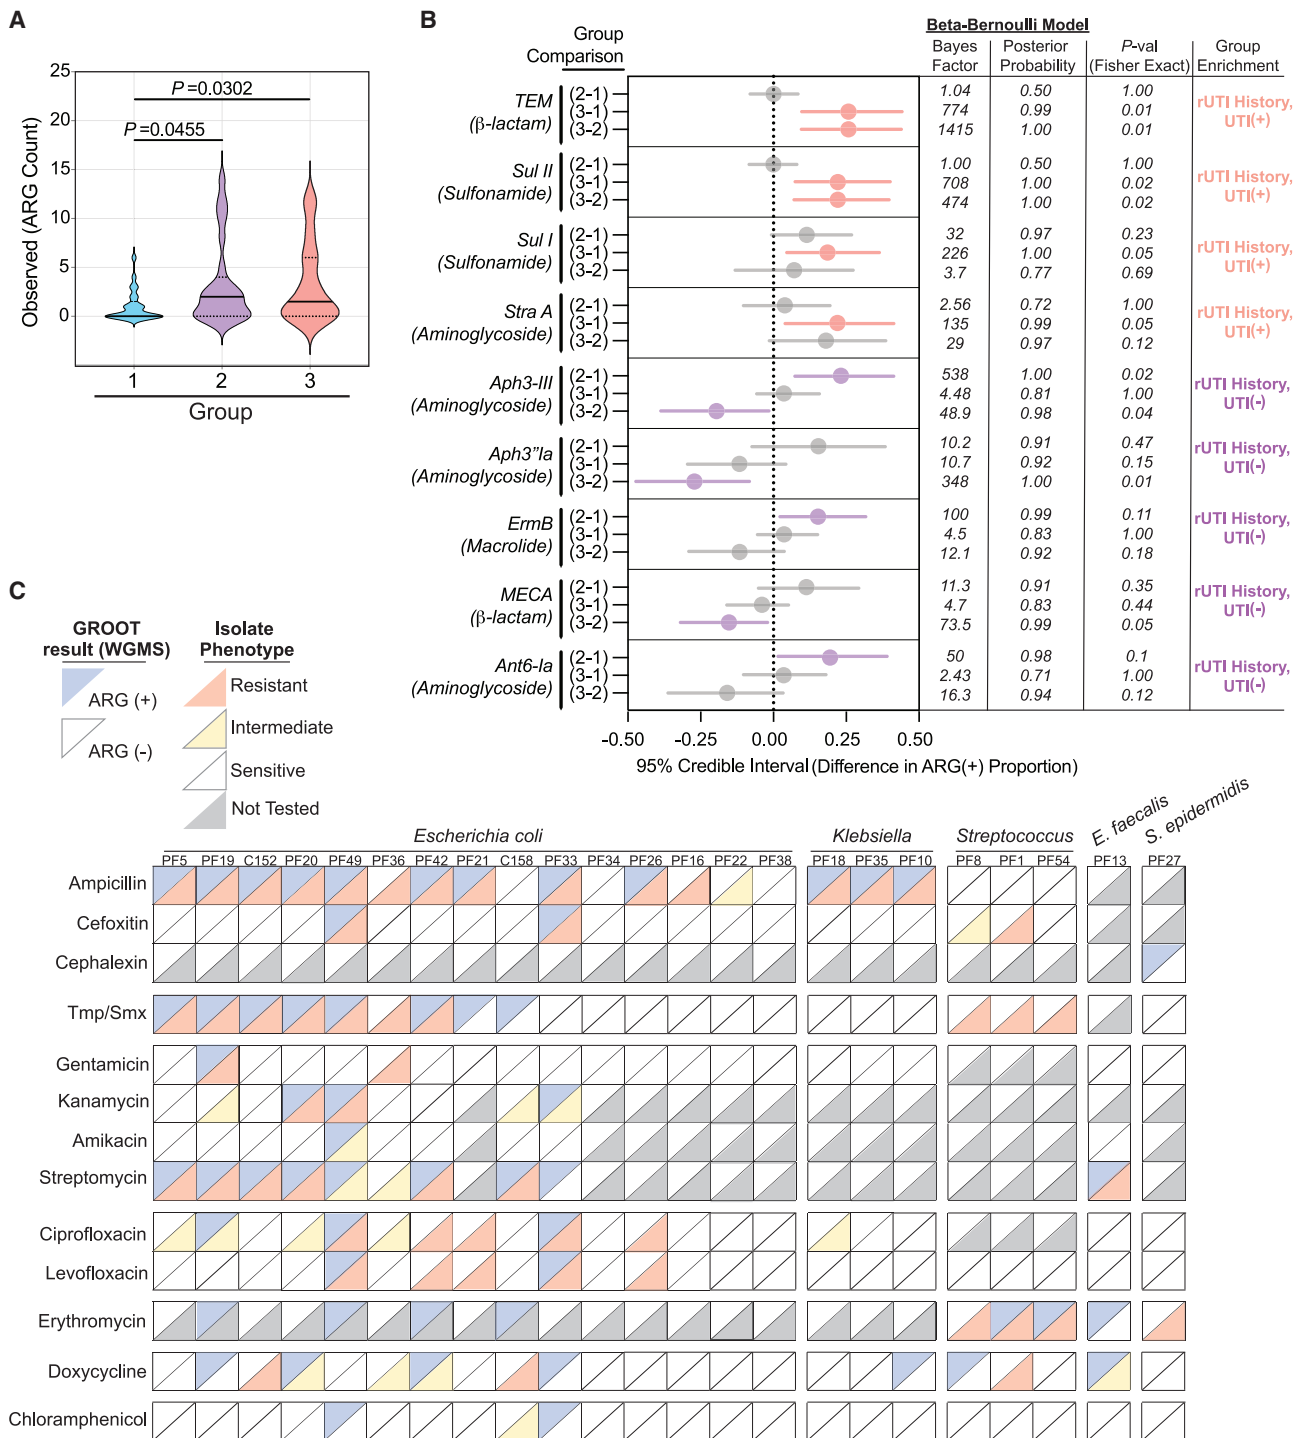 A
25
20
15
10
5
0
Observed (ARG Count)
P=0.0302
P=0.0455
1 2 3
Group
B
Group
Comparison
Beta-Bernoulli Model
Bayes Factor
Posterior Probability
P-val (Fisher Exact)
Group Enrichment
TEM
(β-lactam)
(2-1) 1.04 0.50 1.00
(3-1) 774 0.99 0.01
(3-2) 1415 1.00 0.01
rUTI History,
UTI(+)
Sul II
(Sulfonamide)
(2-1) 1.00 0.50 1.00
(3-1) 708 1.00 0.02
(3-2) 474 1.00 0.02
rUTI History,
UTI(+)
Sul I
(Sulfonamide)
(2-1) 32 0.97 0.23
(3-1) 226 1.00 0.05
(3-2) 3.7 0.77 0.69
rUTI History,
UTI(+)
Stra A
(Aminoglycoside)
(2-1) 2.56 0.72 1.00
(3-1) 135 0.99 0.05
(3-2) 29 0.97 0.12
rUTI History,
UTI(+)
Aph3-III
(Aminoglycoside)
(2-1) 538 1.00 0.02
(3-1) 4.48 0.81 1.00
(3-2) 48.9 0.98 0.04
rUTI History,
UTI(-)
Aph3"Ia
(Aminoglycoside)
(2-1) 10.2 0.91 0.47
(3-1) 10.7 0.92 0.15
(3-2) 348 1.00 0.01
rUTI History,
UTI(-)
ErmB
(Macrolide)
(2-1) 100 0.99 0.11
(3-1) 4.5 0.83 1.00
(3-2) 12.1 0.92 0.18
rUTI History,
UTI(-)
MECA
(β-lactam)
(2-1) 11.3 0.91 0.35
(3-1) 4.7 0.83 0.44
(3-2) 73.5 0.99 0.05
rUTI History,
UTI(-)
Ant6-Ia
(Aminoglycoside)
(2-1) 50 0.98 0.1
(3-1) 2.43 0.71 1.00
(3-2) 16.3 0.94 0.12
rUTI History,
UTI(-)
-0.50 -0.25 0.00 0.25 0.50
95% Credible Interval (Difference in ARG(+) Proportion)
C
GROOT
result (WGMS)
ARG (+)
ARG (-)
Isolate
Phenotype
Resistant
Intermediate
Sensitive
Not Tested
Escherichia coli Klebsiella Streptococcus E. faecalis S. epidermidis
PF5 PF19 C152 PF20 PF49 PF36 PF42 PF21 C158 PF33 PF34 PF26 PF16 PF22 PF38 PF18 PF35 PF10 PF8 PF1 PF54 PF13 PF27
Ampicillin
Cefoxitin
Cephalexin
Tmp/Smx
Gentamicin
Kanamycin
Amikacin
Streptomycin
Ciprofloxacin
Levofloxacin
Erythromycin
Doxycycline
Chloramphenicol